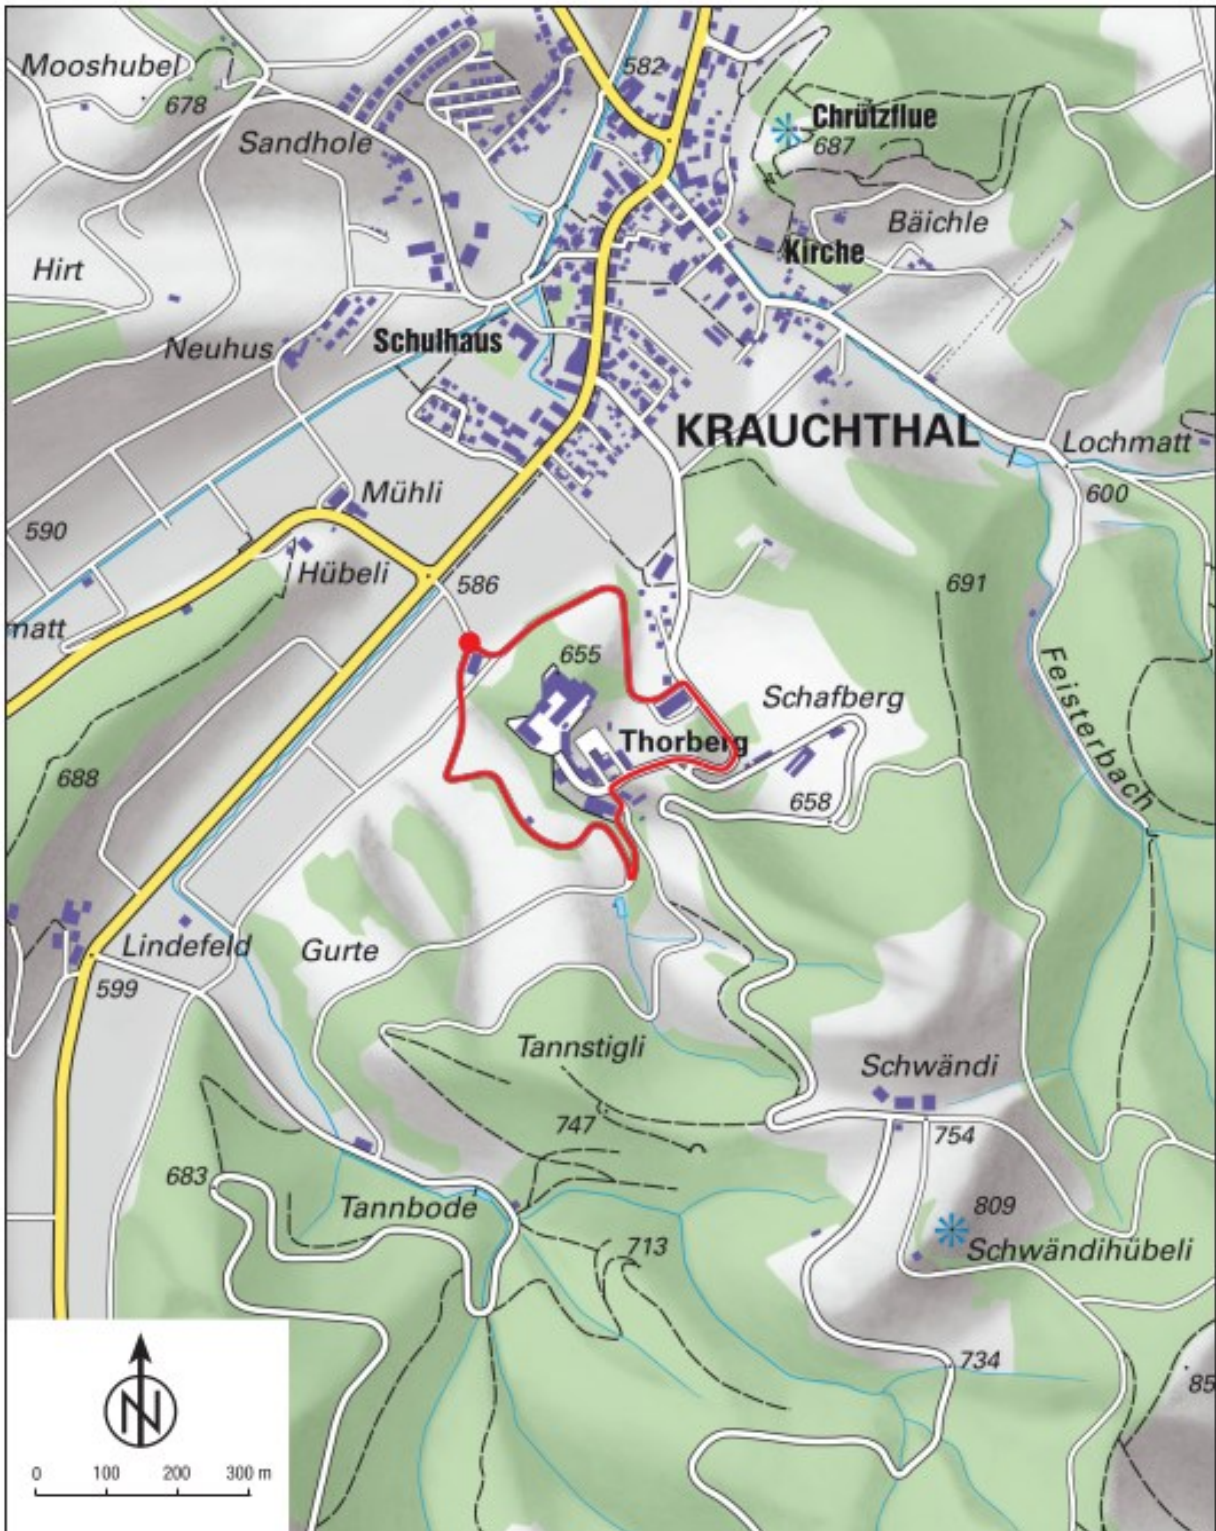 Mooshubel
582
Chrützflue
678
687
Sandhole
Bäichle
Kirche
Hirt
Schulhaus
Neuhus
KRAUCHTHAL
Lochmatt
Mühli
600
590
Hübeli
586
691
matt
655
Feisterbach
Schafberg
Thorberg
688
658
Lindefeld
Gurte
599
Tannstigli
Schwändi
747
754
683
Tannbode
809
713
Schwändihübeli
734
85
N
0 100 200 300 m